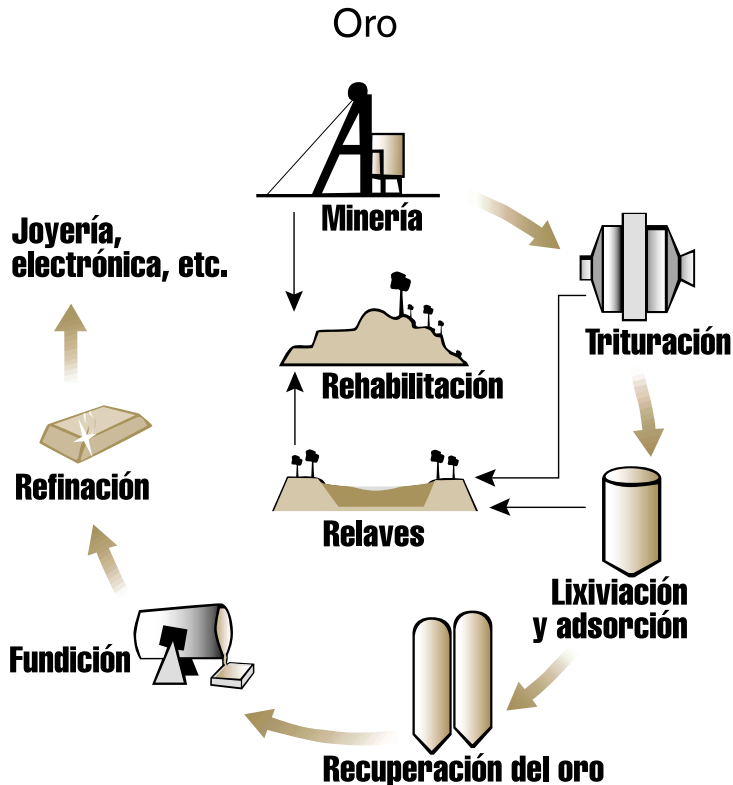 Oro
Minería
Joyería,
electrónica, etc.
Trituración
Rehabilitación
Refinación
Relaves
Lixiviación
y adsorción
Fundición
Recuperación del oro